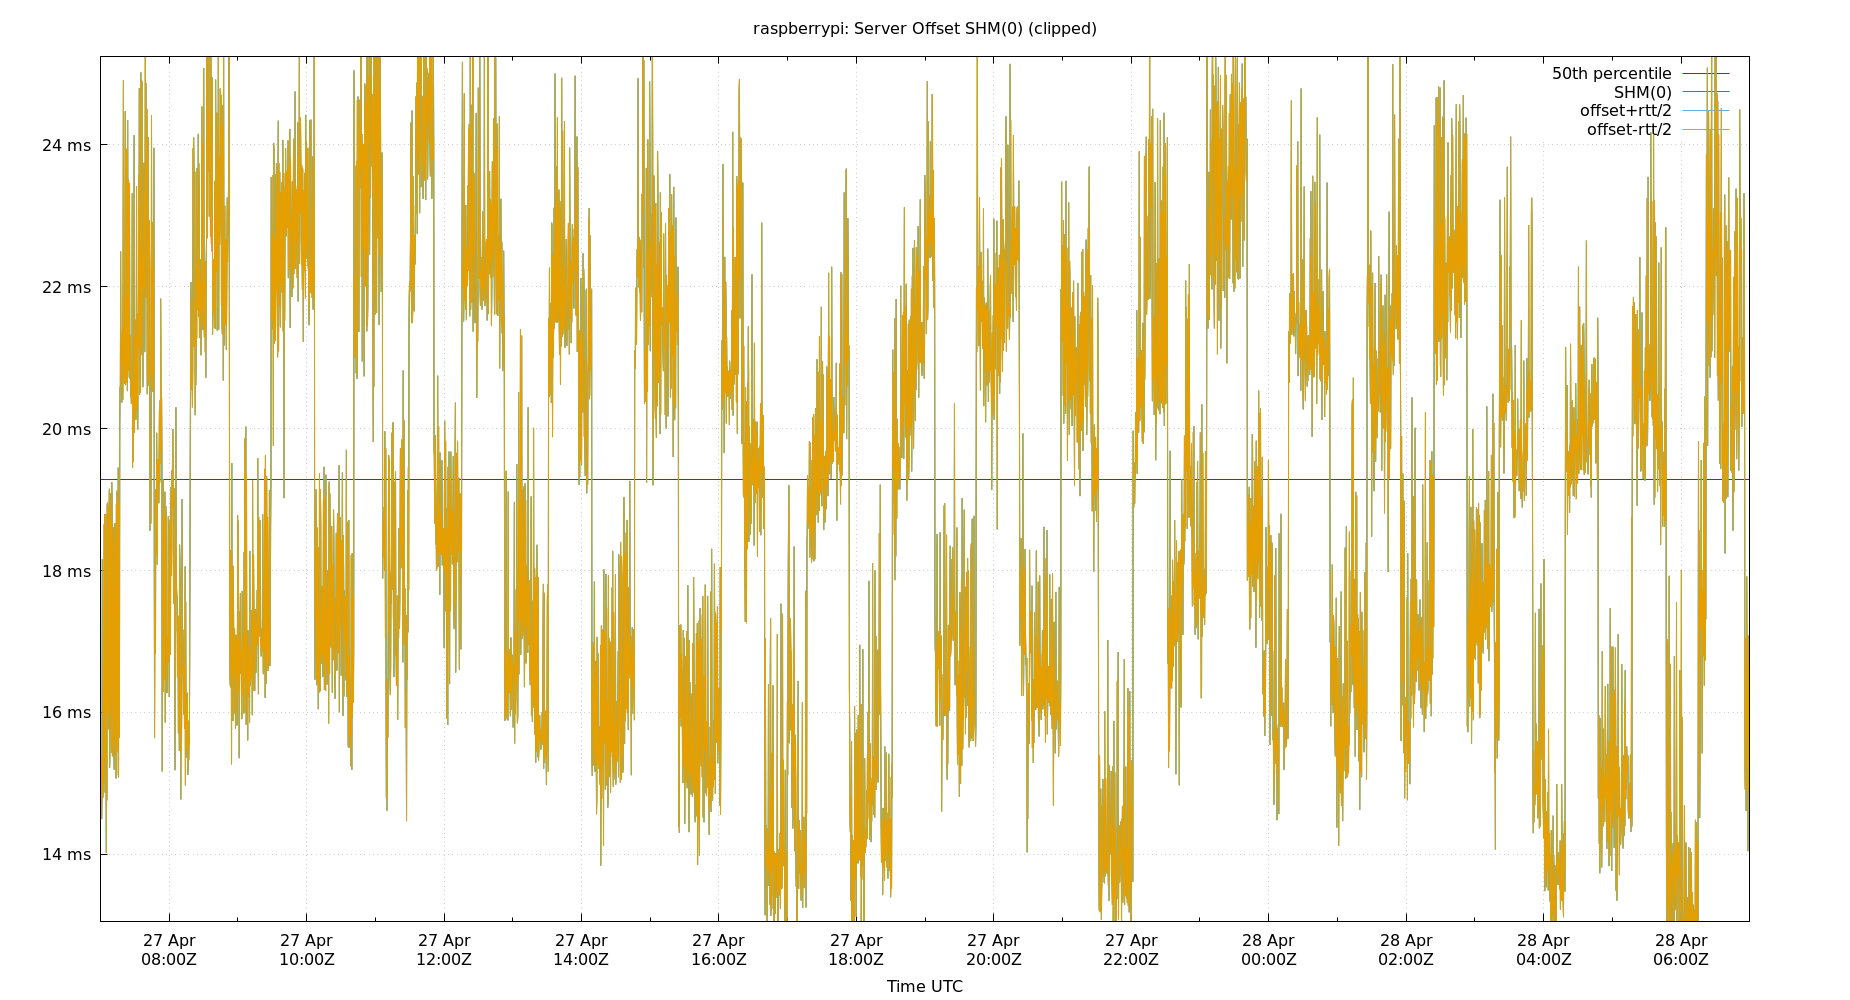 raspberrypi: Server Offset SHM(0) (clipped)
50th percentile
SHM(0)
offset+rtt/2
offset-rtt/2
24 ms
22 ms
20 ms
18 ms
16 ms
14 ms
27 Apr 27 Apr 27 Apr 27 Apr 27 Apr 27 Apr 27 Apr 27 Apr 28 Apr 28 Apr 28 Apr 28 Apr
08:00Z 10:00Z 12:00Z 14:00Z 16:00Z 18:00Z 20:00Z 22:00Z 00:00Z 02:00Z 04:00Z 06:00Z
Time UTC